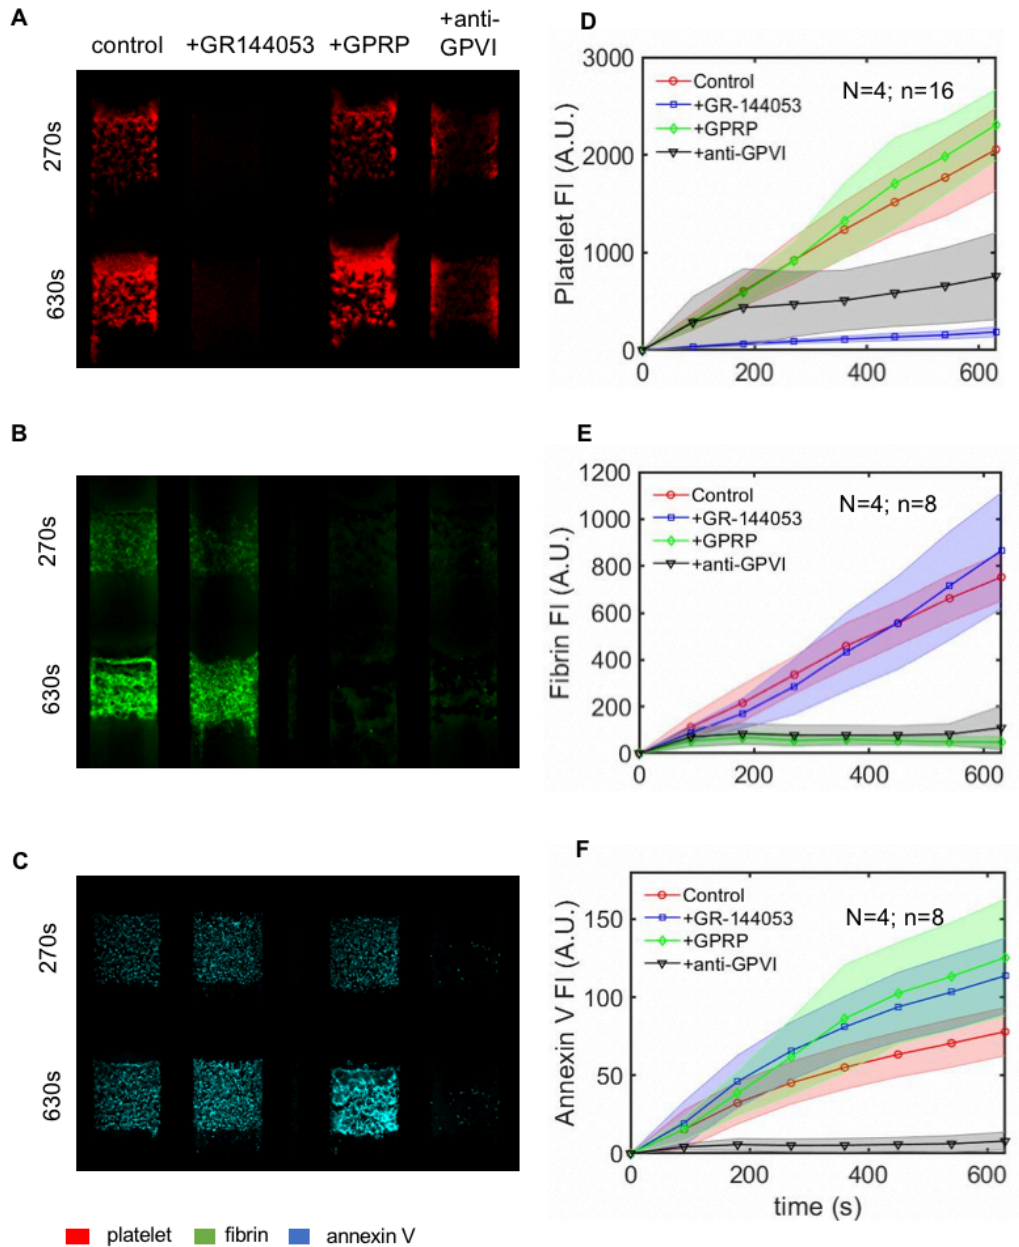 A
control +GR144053 +GPRP +anti-
GPVI
270s
630s
D
3000
2000
1000
0
0 200 400 600
Platelet FI (A.U.)
Control
+GR-144053
+GPRP
+anti-GPVI
N=4; n=16
B
270s
630s
E
1200
1000
800
600
400
200
0
0 200 400 600
Fibrin FI (A.U.)
Control
+GR-144053
+GPRP
+anti-GPVI
N=4; n=8
C
270s
630s
F
150
100
50
0
0 200 400 600
Annexin V FI (A.U.)
time (s)
Control
+GR-144053
+GPRP
+anti-GPVI
N=4; n=8
platelet fibrin annexin V